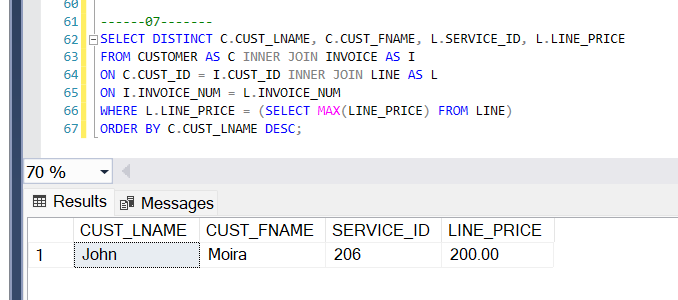 60
61 ------07-------
62 SELECT DISTINCT C.CUST_LNAME, C.CUST_FNAME, L.SERVICE_ID, L.LINE_PRICE
63 FROM CUSTOMER AS C INNER JOIN INVOICE AS I
64 ON C.CUST_ID = I.CUST_ID INNER JOIN LINE AS L
65 ON I.INVOICE_NUM = L.INVOICE_NUM
66 WHERE L.LINE_PRICE = (SELECT MAX(LINE_PRICE) FROM LINE)
67 ORDER BY C.CUST_LNAME DESC;
70 %
Results Messages
CUST_LNAME CUST_FNAME SERVICE_ID LINE_PRICE
1 John Moira 206 200.00